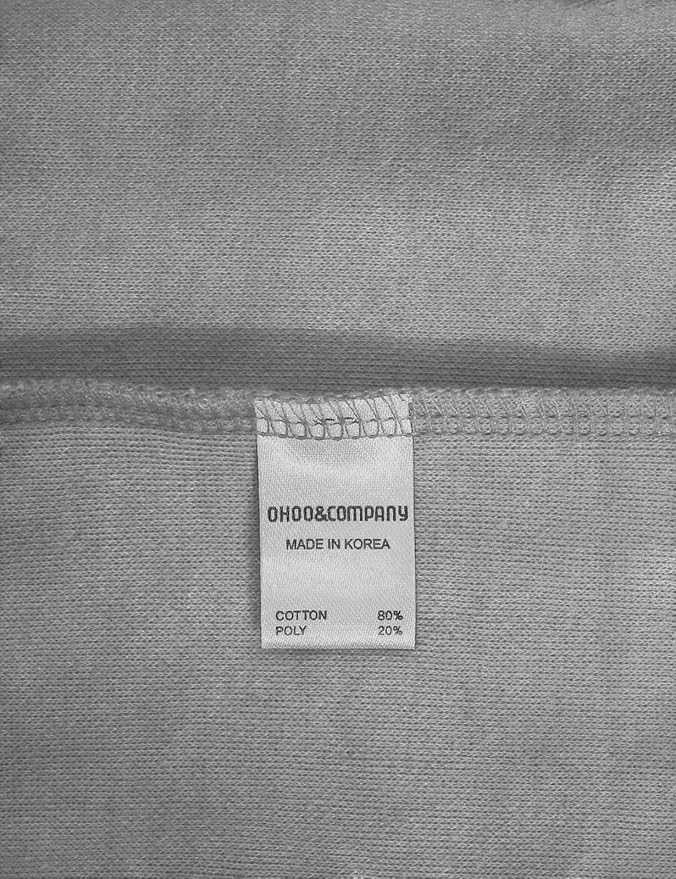 OHOO&COMPANY
MADE IN KOREA
COTTON 80%
POLY 20%